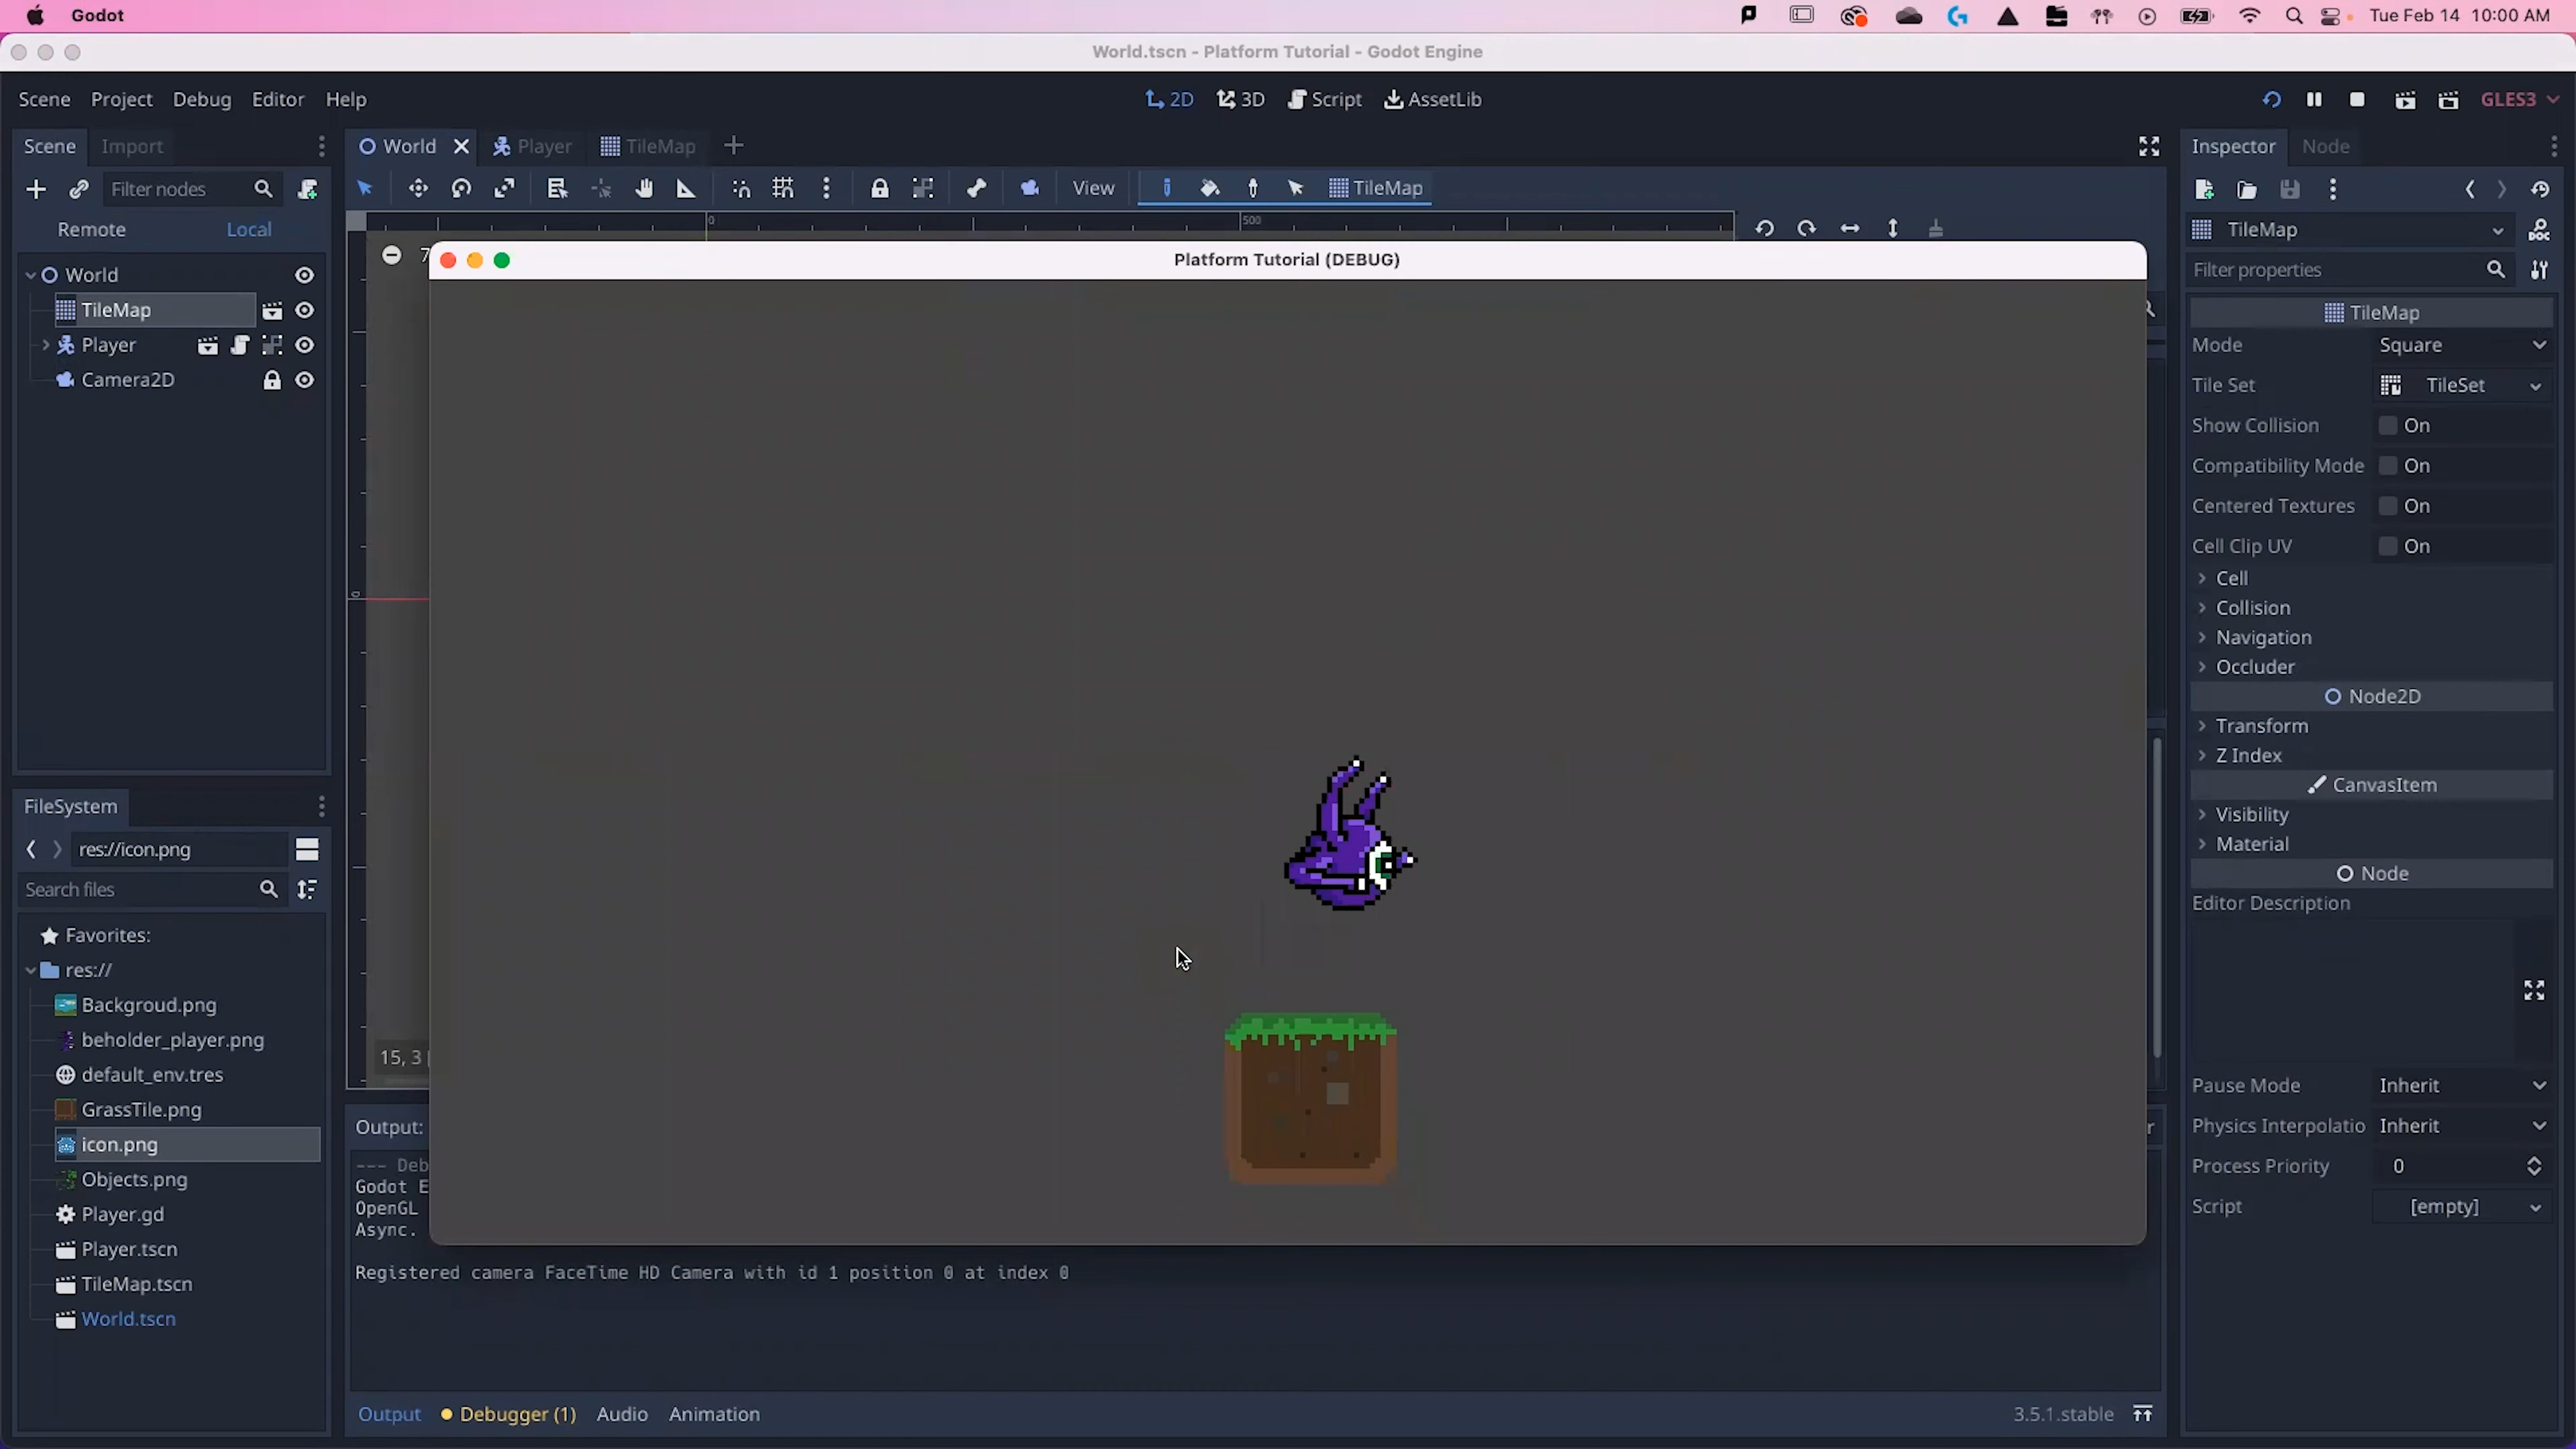 Godot
Tue Feb 14 10:00 AM
World.tscn - Platform Tutorial - Godot Engine
Scene Project Debug Editor Help
2D 3D Script AssetLib
GLES3
Scene Import
World Player TileMap
Inspector Node
Filter nodes
View
TileMap
Remote Local
0
500
TileMap
World
7
Platform Tutorial (DEBUG)
Filter properties
TileMap
Player
Camera2D
TileMap
Mode Square
Tile Set TileSet
Show Collision On
Compatibility Mode On
Centered Textures On
Cell Clip UV On
Cell
Collision
0
Navigation
Occluder
Node2D
Transform
Z Index
CanvasItem
Visibility
Material
Node
Editor Description
FileSystem
res://icon.png
Search files
Favorites:
res://
Backgroud.png
beholder_player.png
default_env.tres
GrassTile.png
icon.png
Objects.png
Player.gd
Player.tscn
TileMap.tscn
World.tscn
15, 3
Pause Mode Inherit
Physics Interpolatio Inherit
Process Priority 0
Script [empty]
Output:
--- Deb
Godot E
OpenGL
Async.
Registered camera FaceTime HD Camera with id 1 position 0 at index 0
Output Debugger (1) Audio Animation
3.5.1.stable